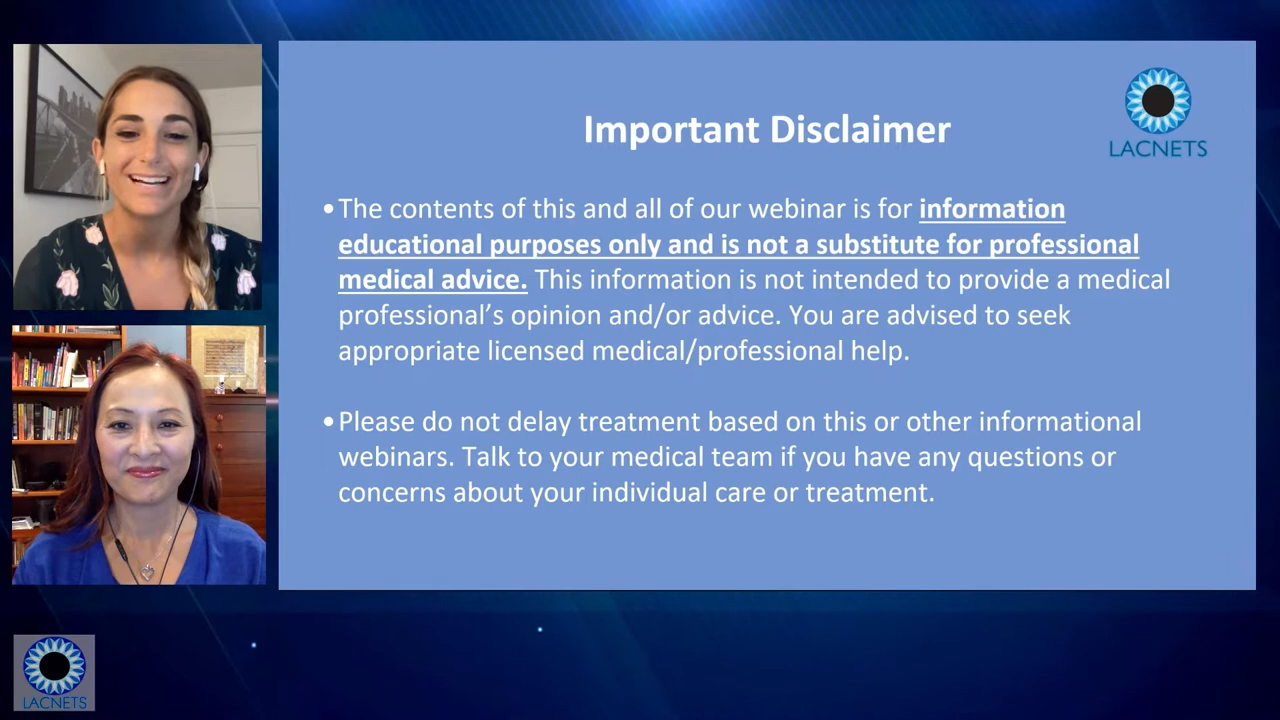 Important Disclaimer
LACNETS
•The contents of this and all of our webinar is for information
educational purposes only and is not a substitute for professional
medical advice. This information is not intended to provide a medical
professional’s opinion and/or advice. You are advised to seek
appropriate licensed medical/professional help.
•Please do not delay treatment based on this or other informational
webinars. Talk to your medical team if you have any questions or
concerns about your individual care or treatment.
LACNETS